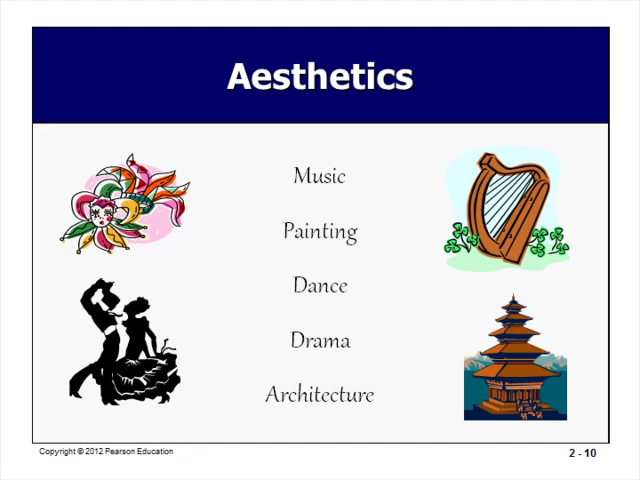 Aesthetics
Music
Painting
Dance
Drama
Architecture
Copyright © 2012 Pearson Education
2 - 10